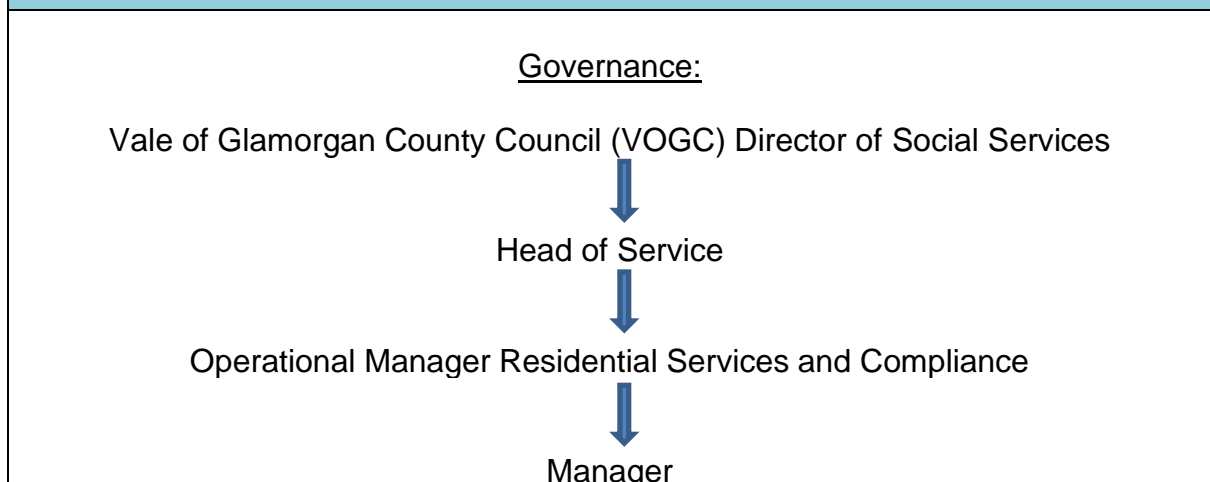 Governance:
Vale of Glamorgan County Council (VOGC) Director of Social Services
Head of Service
Operational Manager Residential Services and Compliance
Manager